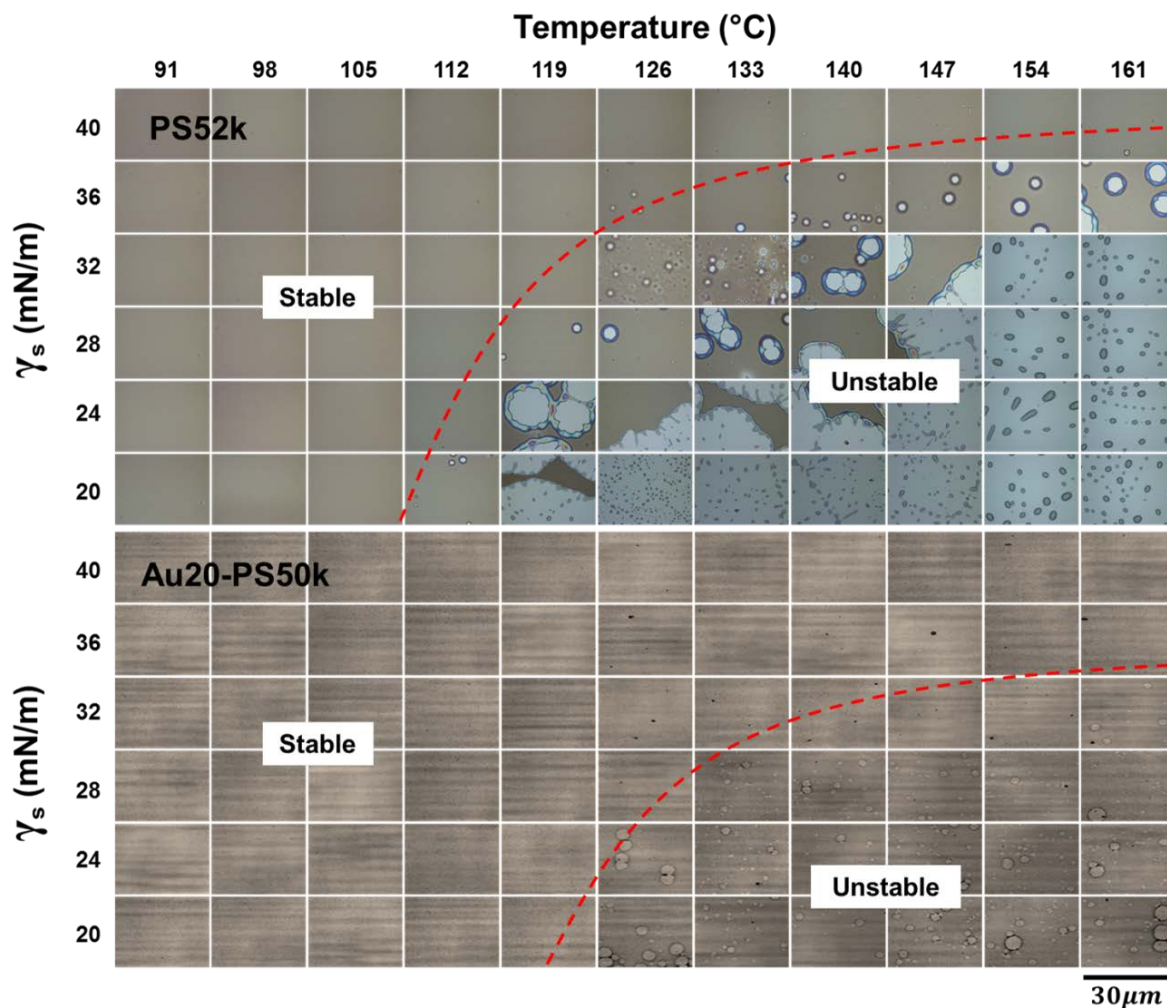 Temperature (°C)
91 98 105 112 119 126 133 140 147 154 161
PS52k
40
36
32
28
24
20
γs (mN/m)
Stable
Unstable
Au20-PS50k
40
36
32
28
24
20
γs (mN/m)
Stable
Unstable
30μm